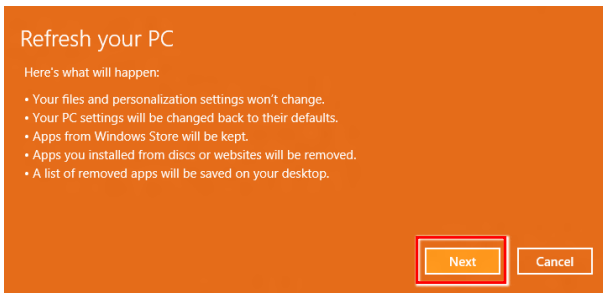 Refresh your PC
Here's what will happen:
• Your files and personalization settings won't change.
• Your PC settings will be changed back to their defaults.
• Apps from Windows Store will be kept.
• Apps you installed from discs or websites will be removed.
• A list of removed apps will be saved on your desktop.
Next Cancel